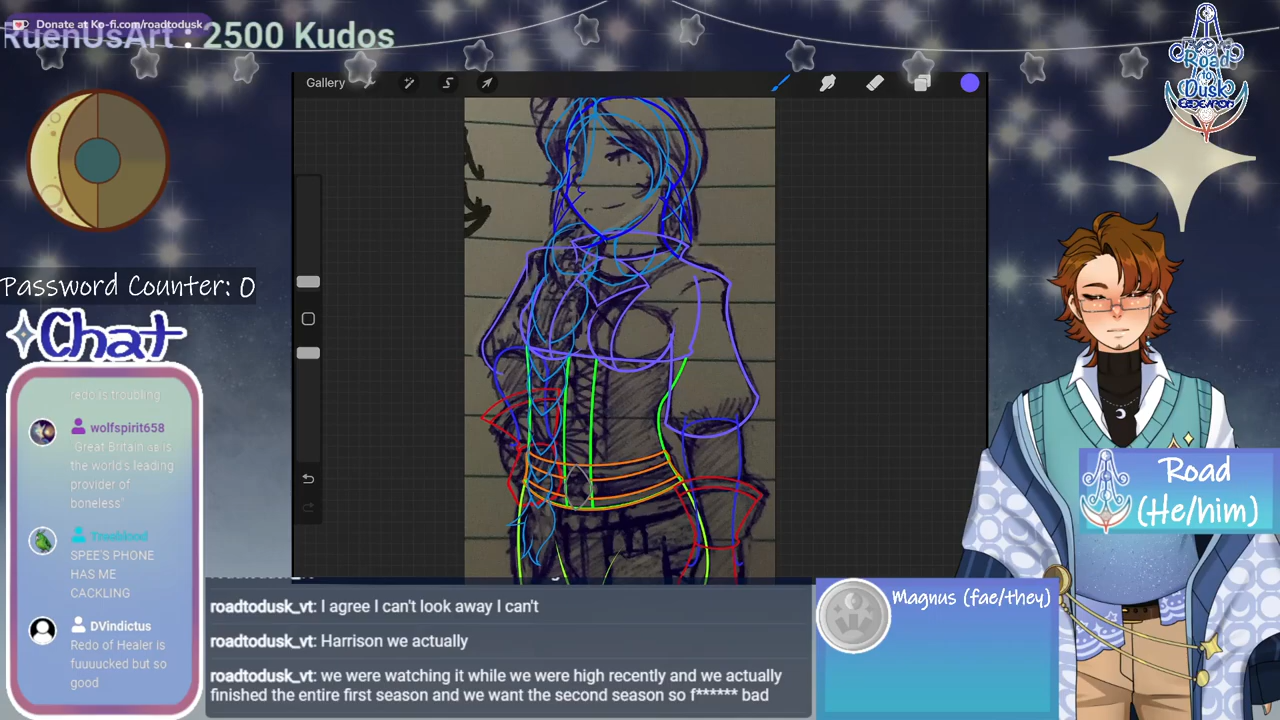 Donate at Ko-fi.com/roadtodusk
RuenUsArt : 2500 Kudos
Gallery
Road
to
Dusk
Password Counter: 0
Chat
redo is troubling
wolfspirit658
Great Britain as is
the world's leading
provider of
boneless"
SPEE'S PHONE
HAS ME
CACKLING
DVindictus
Redo of Healer is
fuuuucked but so
good
roadtodusk_vt: I agree I can't look away I can't
roadtodusk_vt: Harrison we actually
roadtodusk_vt: we were watching it while we were high recently and we actually
finished the entire first season and we want the second season so f****** bad
Magnus (fae/they)
Road
(He/him)